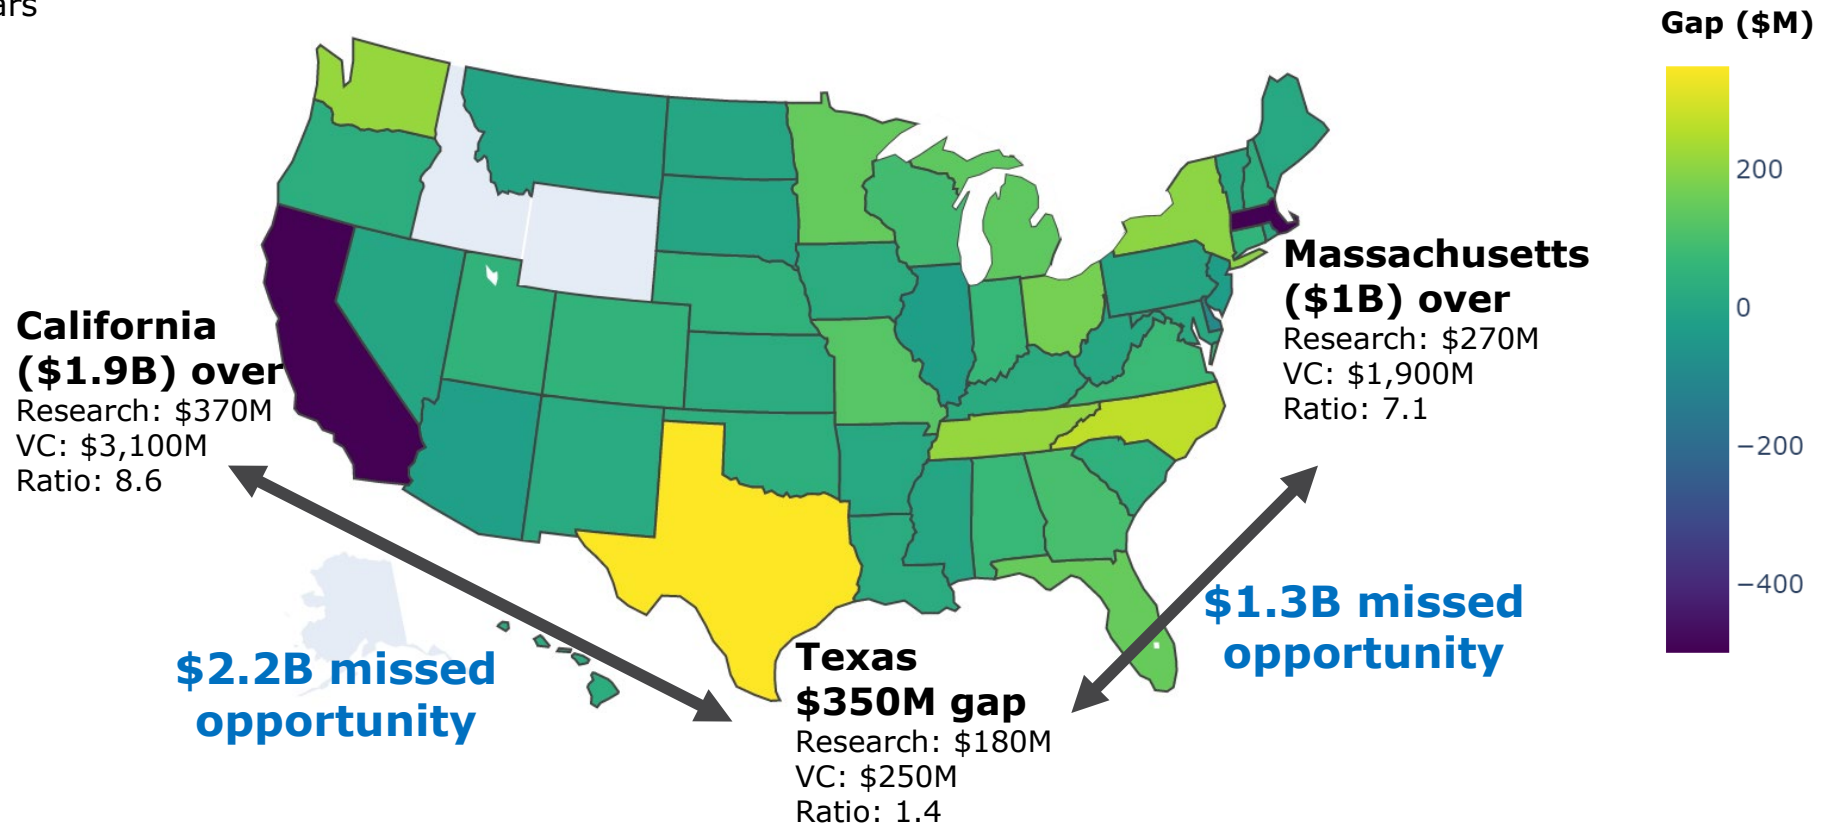 ars
Gap ($M)
200
0
−200
−400
Massachusetts
($1B) over
Research: $270M
VC: $1,900M
Ratio: 7.1
California
($1.9B) over
Research: $370M
VC: $3,100M
Ratio: 8.6
$1.3B missed
opportunity
$2.2B missed
opportunity
Texas
$350M gap
Research: $180M
VC: $250M
Ratio: 1.4